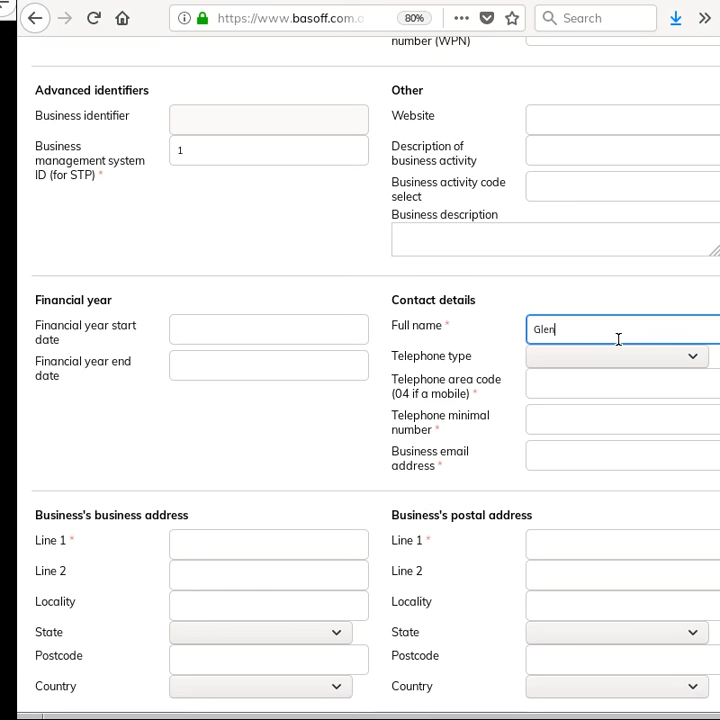 https://www.basoff.com.a
80%
Search
number (WPN)
Advanced identifiers
Business identifier
Business management system ID (for STP) *
1
Other
Website
Description of business activity
Business activity code select
Business description
Financial year
Financial year start date
Financial year end date
Contact details
Full name *
Glen
Telephone type
Telephone area code (04 if a mobile) *
Telephone minimal number *
Business email address *
Business's business address
Line 1 *
Line 2
Locality
State
Postcode
Country
Business's postal address
Line 1 *
Line 2
Locality
State
Postcode
Country